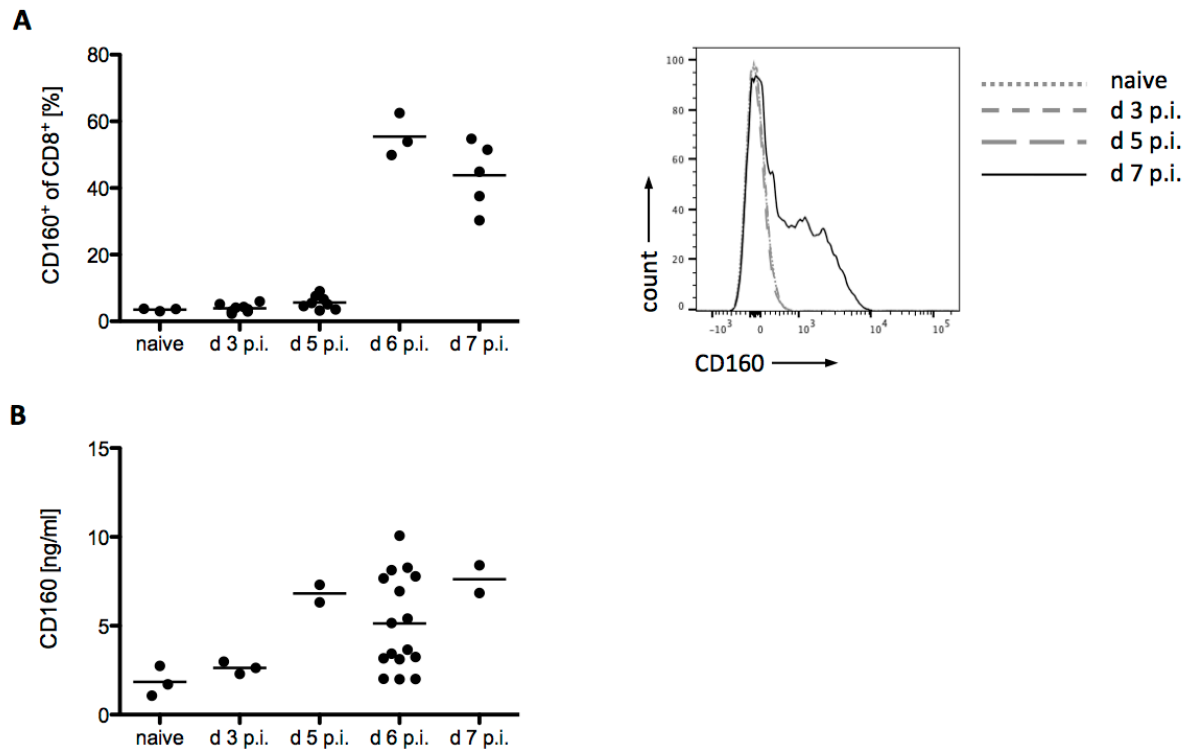 A
CD160⁺ of CD8⁺ [%]
80
60
40
20
0
naive d 3 p.i. d 5 p.i. d 6 p.i. d 7 p.i.
count
100
80
60
40
20
0
-10³ 0 10³ 10⁴ 10⁵
CD160
naive
d 3 p.i.
d 5 p.i.
d 7 p.i.
B
CD160 [ng/ml]
15
10
5
0
naive d 3 p.i. d 5 p.i. d 6 p.i. d 7 p.i.